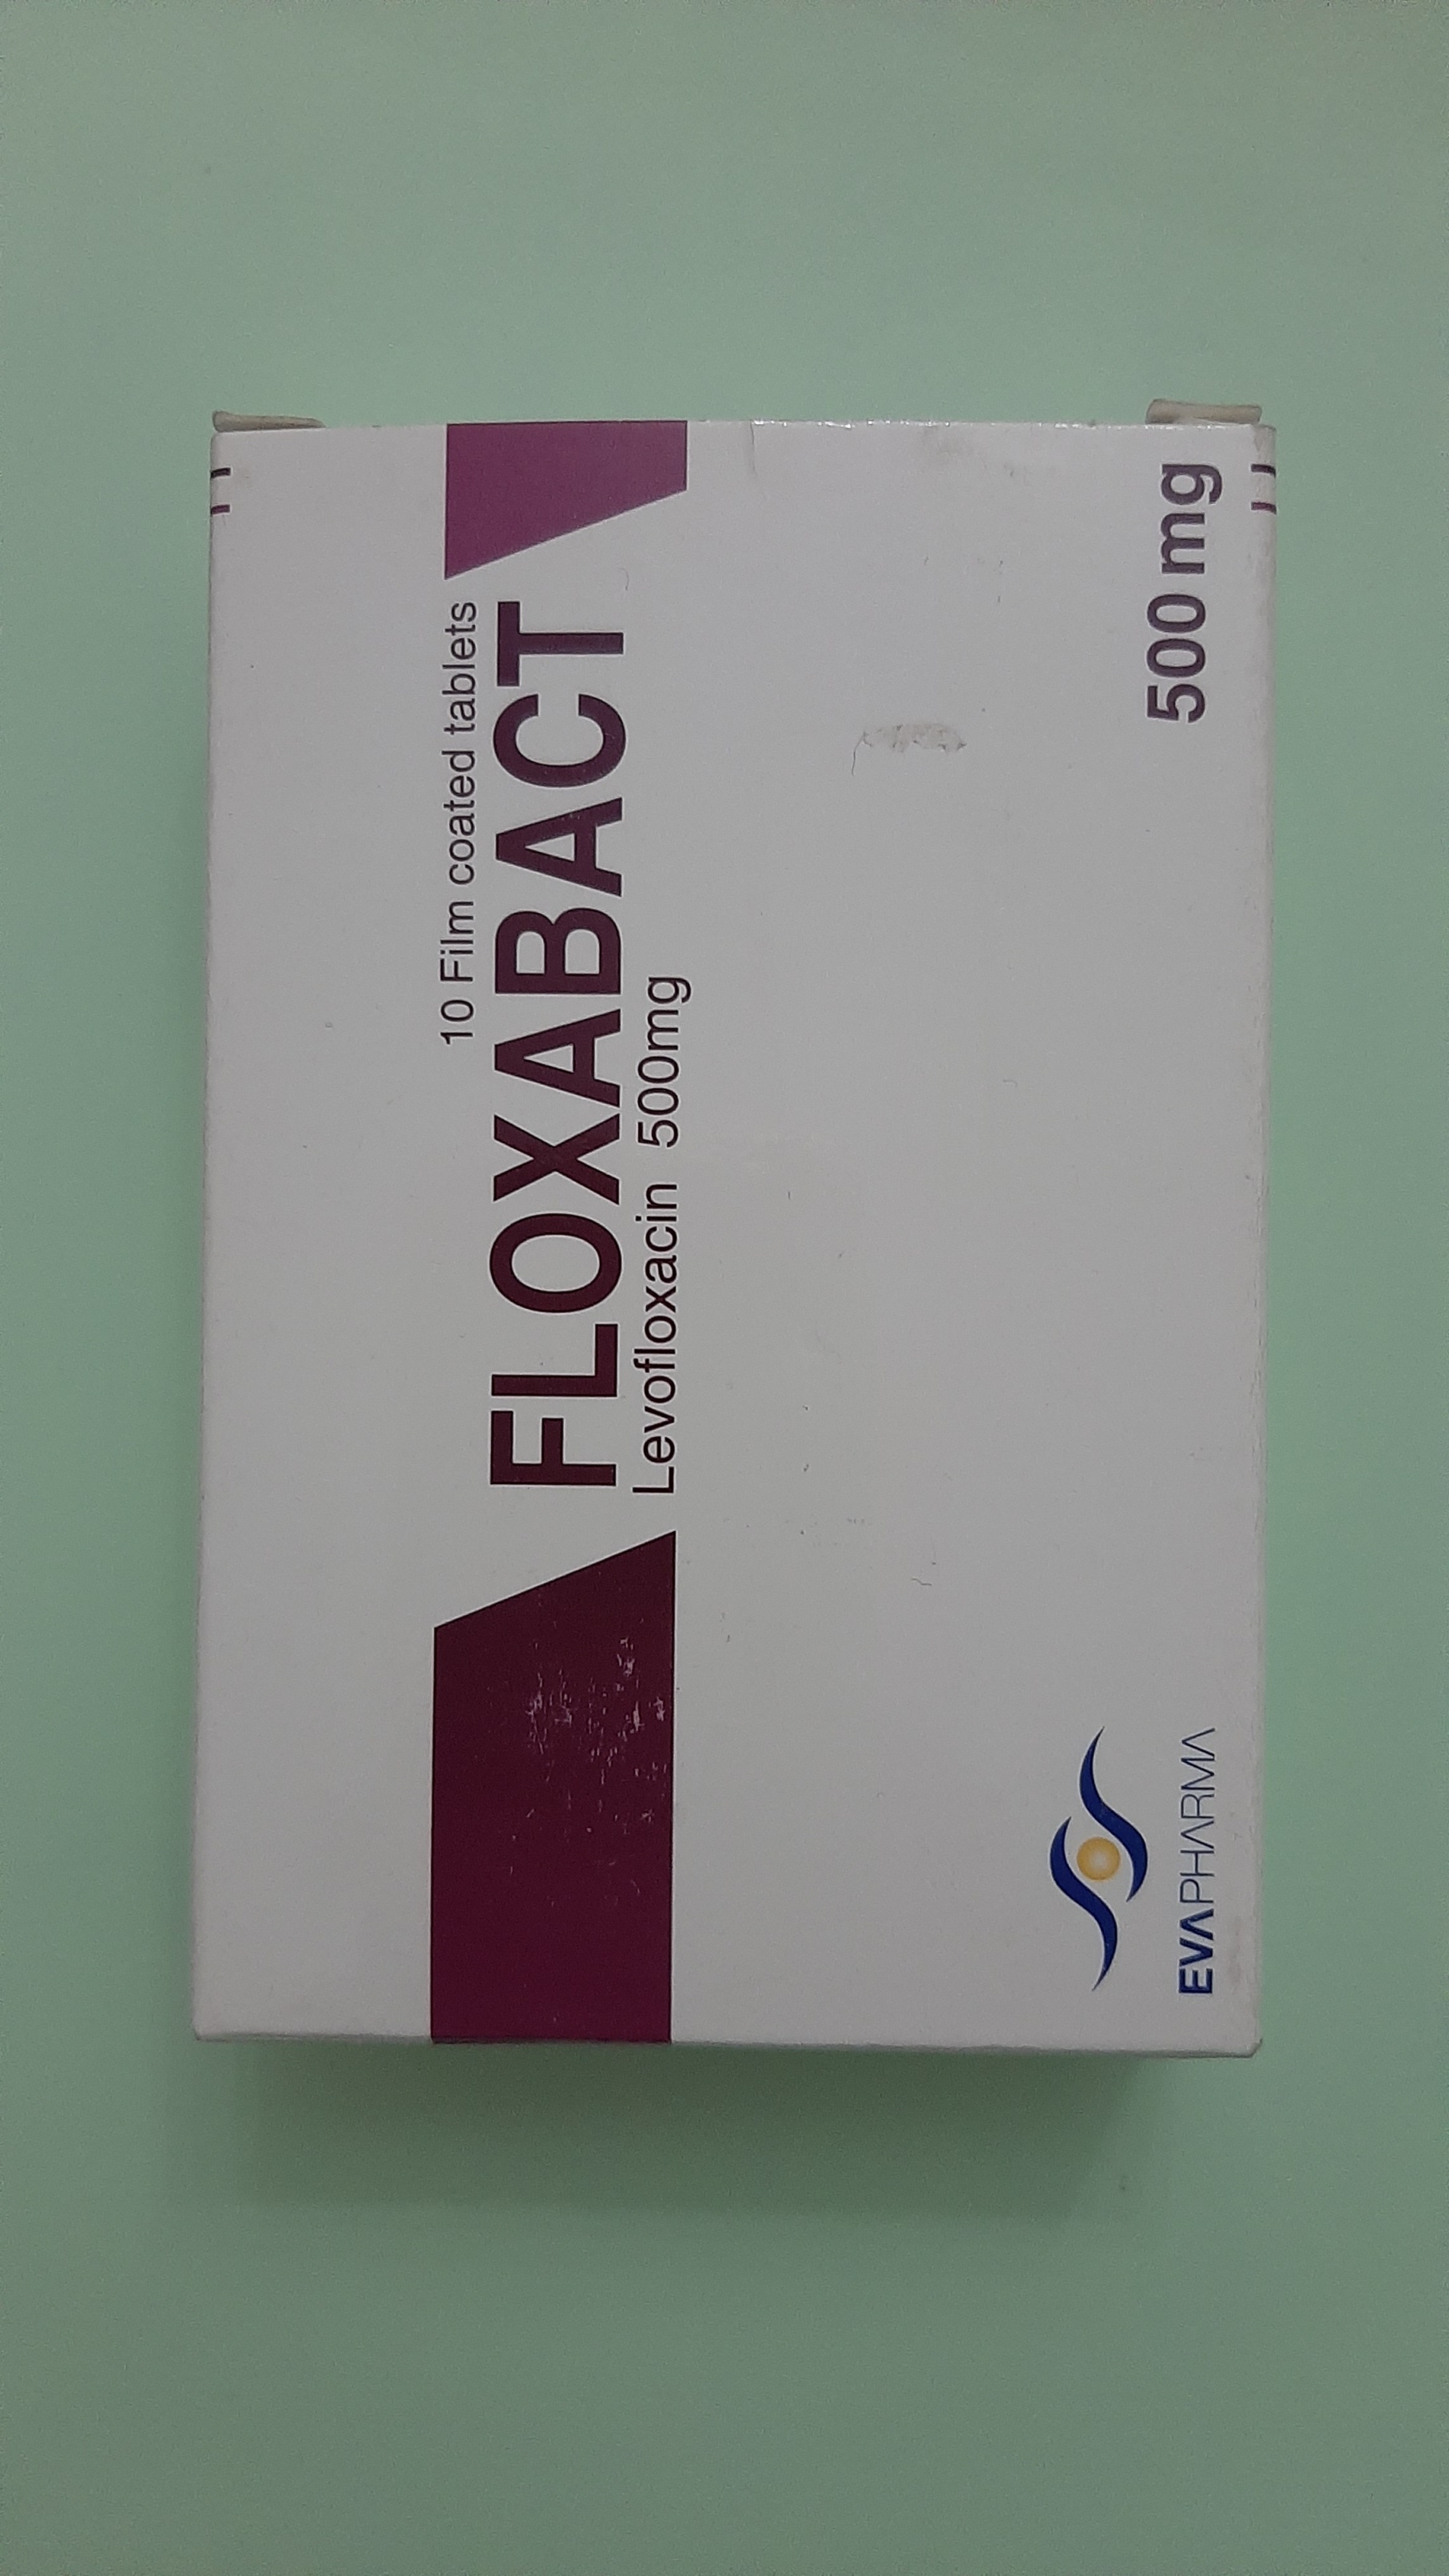 10 Film coated tablets
FLOXABACT
Levofloxacin 500mg
EVAPHARMA
500 mg